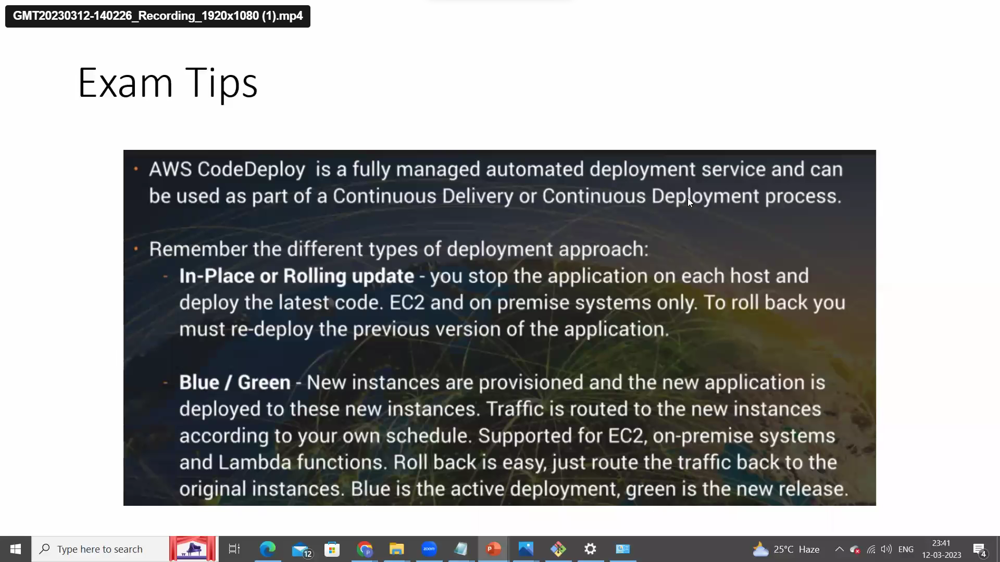 GMT20230312-140226_Recording_1920x1080 (1).mp4
Exam Tips
• AWS CodeDeploy is a fully managed automated deployment service and can
be used as part of a Continuous Delivery or Continuous Deployment process.
• Remember the different types of deployment approach:
- In-Place or Rolling update - you stop the application on each host and
deploy the latest code. EC2 and on premise systems only. To roll back you
must re-deploy the previous version of the application.
- Blue / Green - New instances are provisioned and the new application is
deployed to these new instances. Traffic is routed to the new instances
according to your own schedule. Supported for EC2, on-premise systems
and Lambda functions. Roll back is easy, just route the traffic back to the
original instances. Blue is the active deployment, green is the new release.
Type here to search
12
P
zoom
P
25°C Haze
ENG
23:41
12-03-2023
4